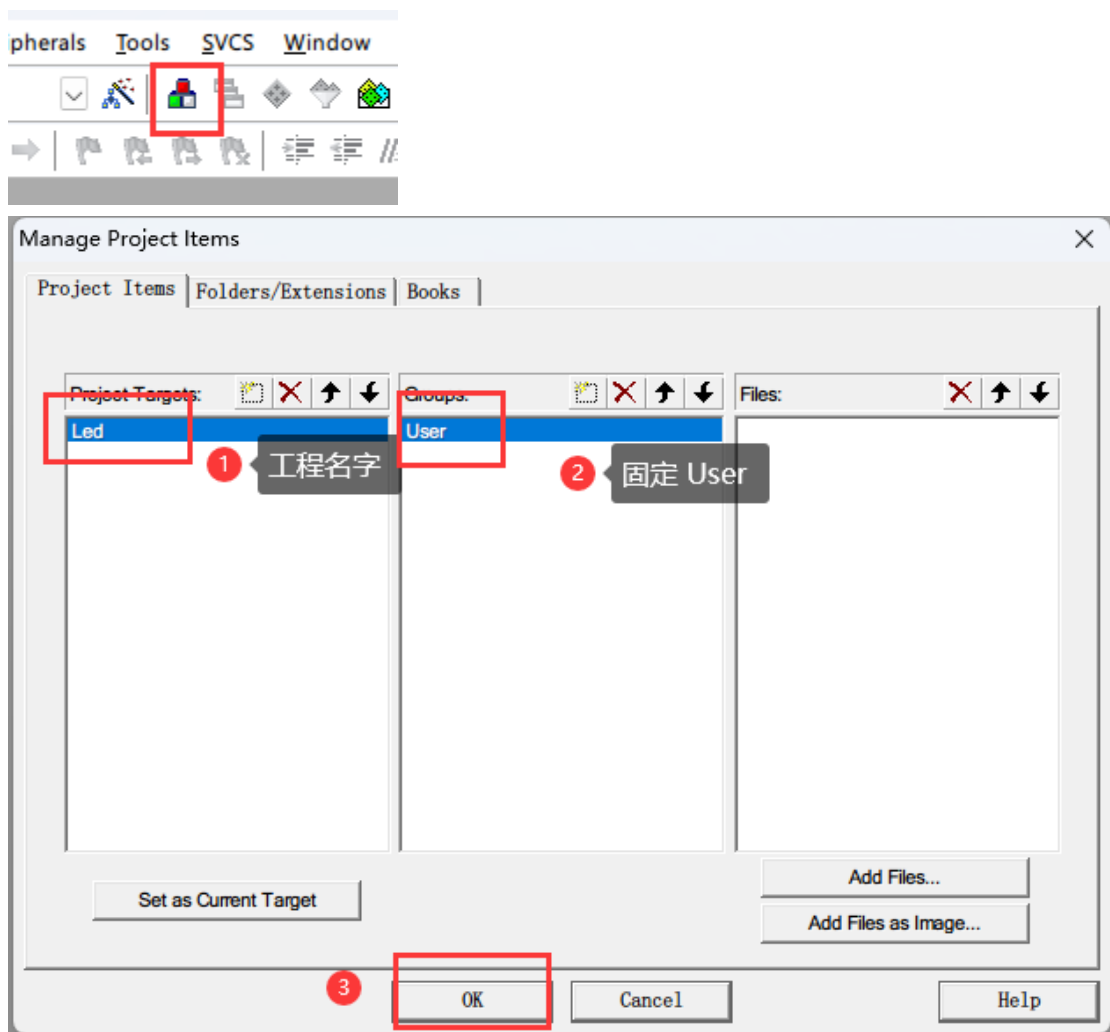 ipherals Tools SVCS Window
Manage Project Items
Project Items Folders/Extensions Books
Project Targets: Groups: Files:
Led User
1 工程名字
2 固定 User
Add Files...
Set as Current Target
Add Files as Image...
3 OK Cancel Help